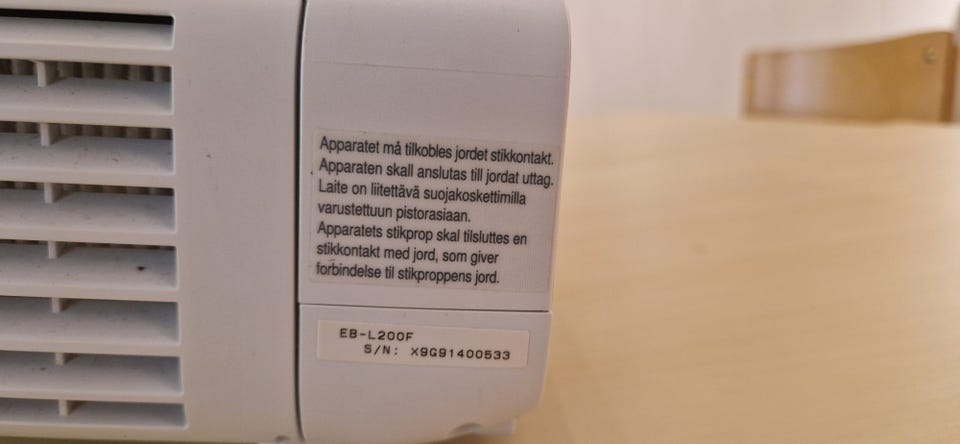 Apparatet må tilkobles jordet stikkontakt.
Apparaten skall anslutas till jordat uttag.
Laite on liitettävä suojakoskettimilla
varustettuun pistorasiaan.
Apparatets stikprop skal tilsluttes en
stikkontakt med jord, som giver
forbindelse til stikproppens jord.
EB-L200F
S/N: X9G91400533